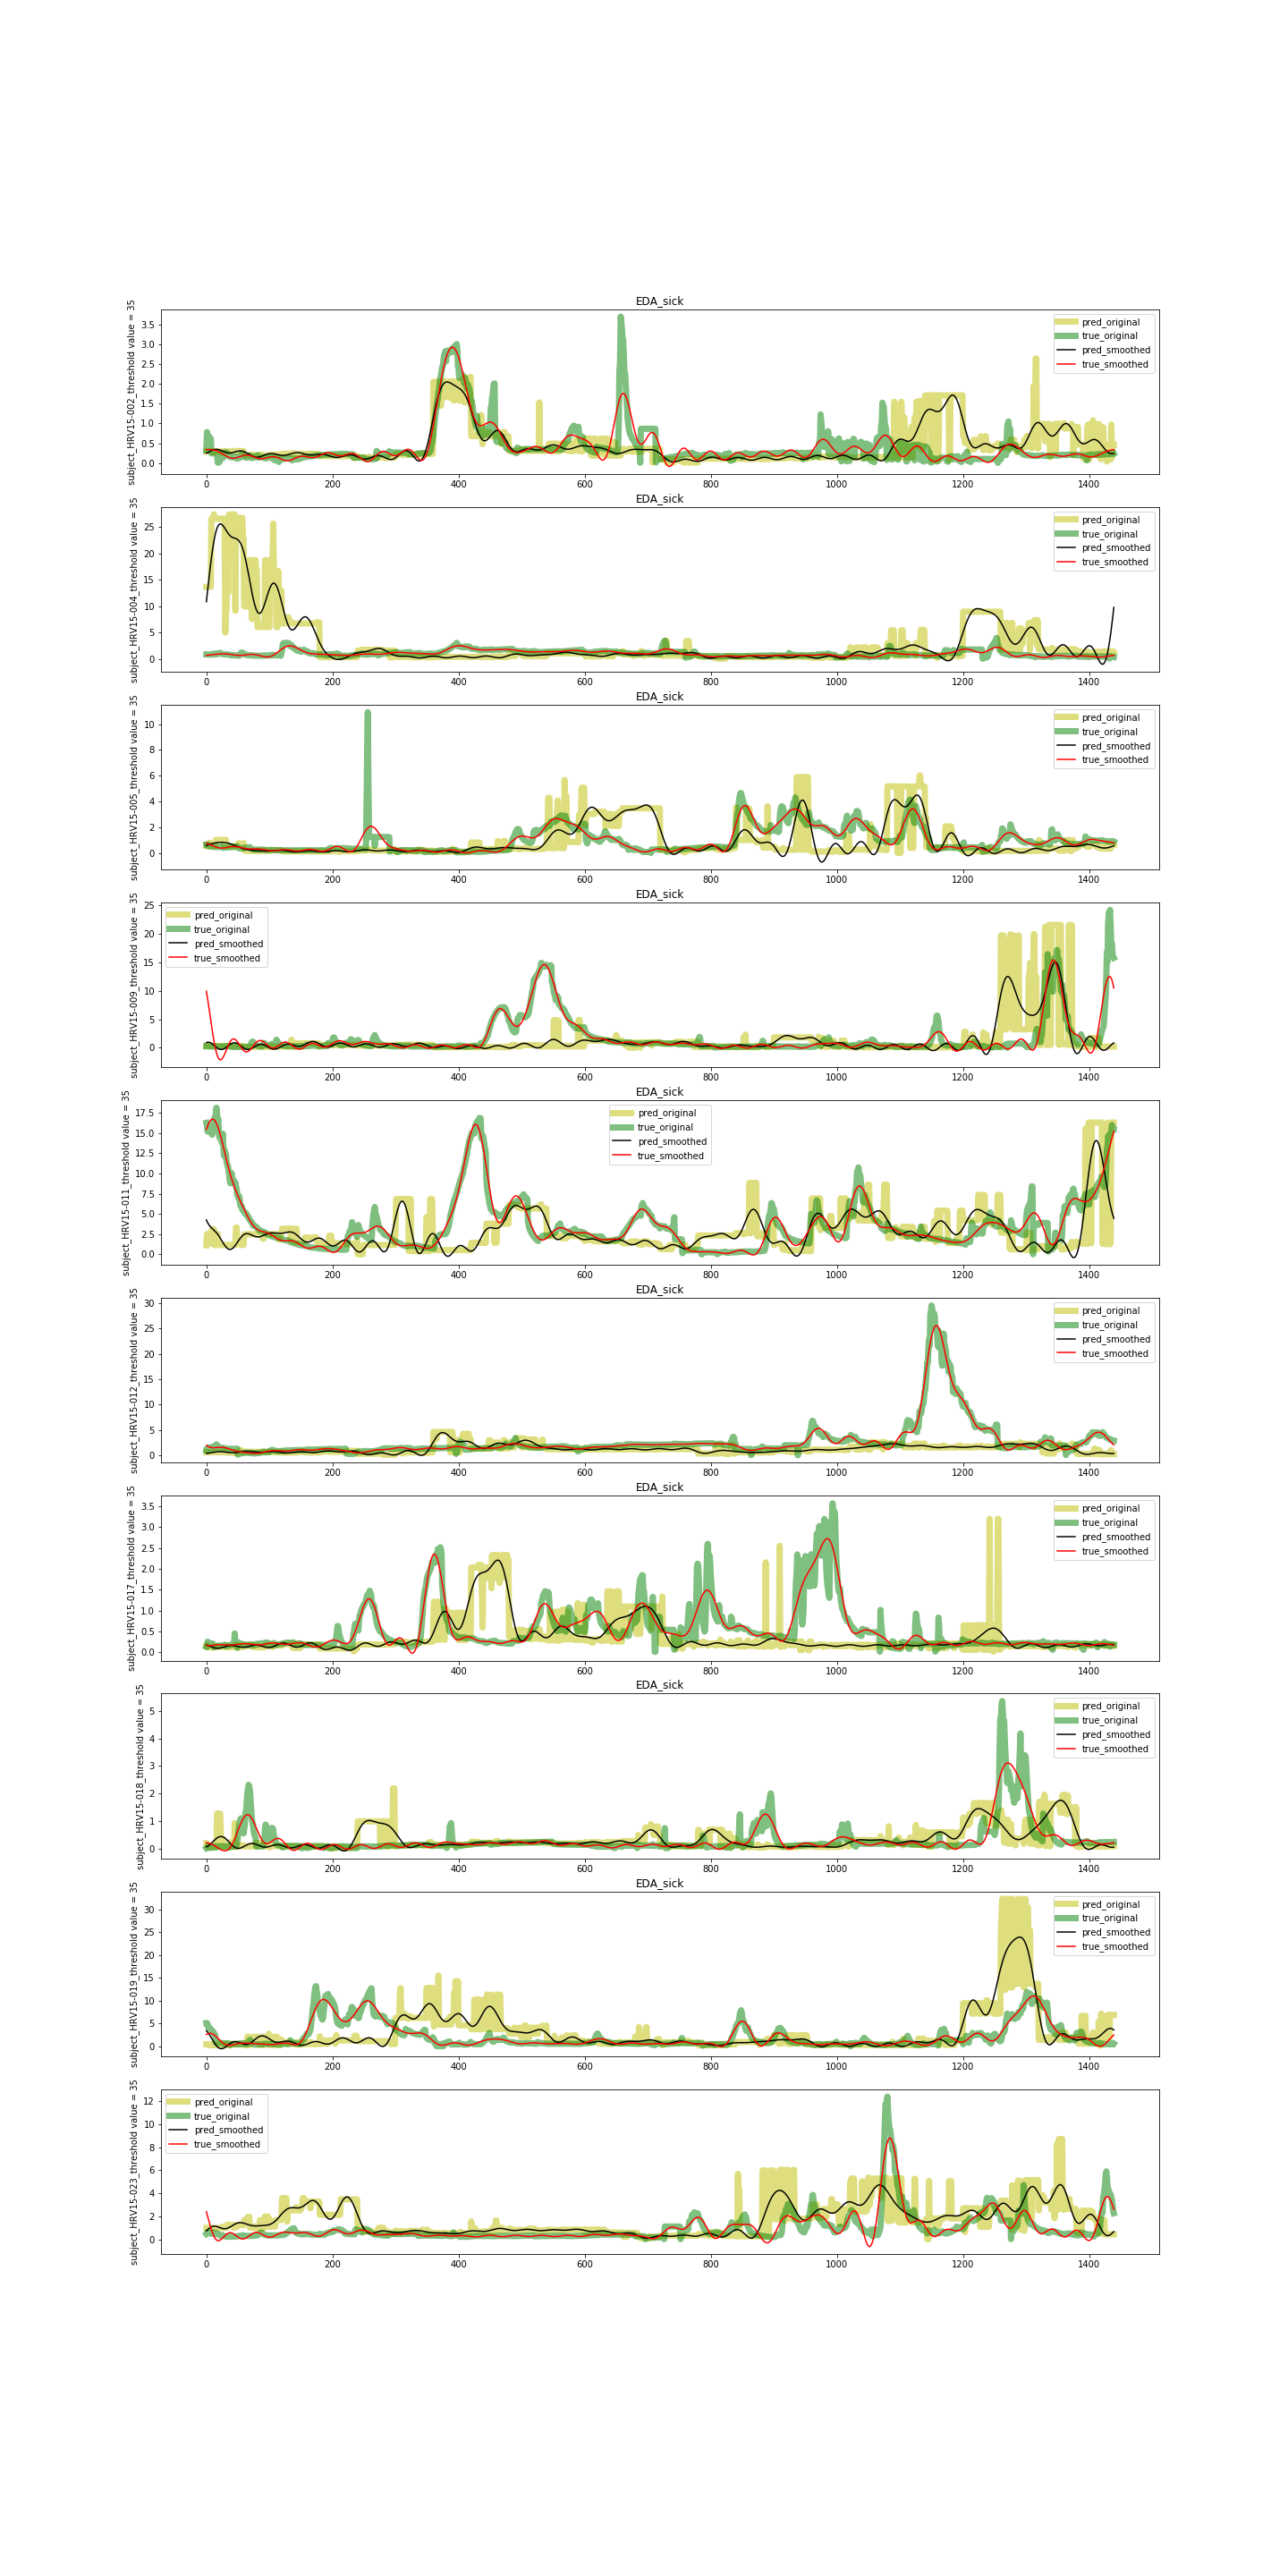 EDA_sick
subject_HRV15-002_threshold value = 35
3.5
3.0
2.5
2.0
1.5
1.0
0.5
0.0
pred_original
true_original
pred_smoothed
true_smoothed
0 200 400 600 800 1000 1200 1400
EDA_sick
subject_HRV15-004_threshold value = 35
25
20
15
10
5
0
pred_original
true_original
pred_smoothed
true_smoothed
0 200 400 600 800 1000 1200 1400
EDA_sick
subject_HRV15-005_threshold value = 35
10
8
6
4
2
0
pred_original
true_original
pred_smoothed
true_smoothed
0 200 400 600 800 1000 1200 1400
EDA_sick
subject_HRV15-009_threshold value = 35
25
20
15
10
5
0
pred_original
true_original
pred_smoothed
true_smoothed
0 200 400 600 800 1000 1200 1400
EDA_sick
subject_HRV15-011_threshold value = 35
17.5
15.0
12.5
10.0
7.5
5.0
2.5
0.0
pred_original
true_original
pred_smoothed
true_smoothed
0 200 400 600 800 1000 1200 1400
EDA_sick
subject_HRV15-012_threshold value = 35
30
25
20
15
10
5
0
pred_original
true_original
pred_smoothed
true_smoothed
0 200 400 600 800 1000 1200 1400
EDA_sick
subject_HRV15-017_threshold value = 35
3.5
3.0
2.5
2.0
1.5
1.0
0.5
0.0
pred_original
true_original
pred_smoothed
true_smoothed
0 200 400 600 800 1000 1200 1400
EDA_sick
subject_HRV15-018_threshold value = 35
5
4
3
2
1
0
pred_original
true_original
pred_smoothed
true_smoothed
0 200 400 600 800 1000 1200 1400
EDA_sick
subject_HRV15-019_threshold value = 35
30
25
20
15
10
5
0
pred_original
true_original
pred_smoothed
true_smoothed
0 200 400 600 800 1000 1200 1400
EDA_sick
subject_HRV15-023_threshold value = 35
12
10
8
6
4
2
0
pred_original
true_original
pred_smoothed
true_smoothed
0 200 400 600 800 1000 1200 1400